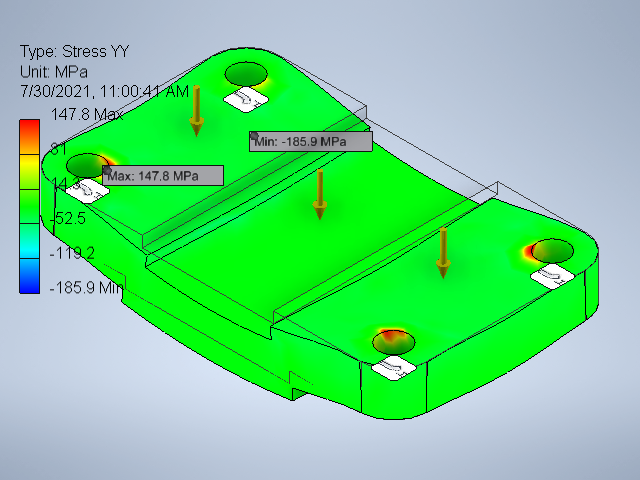 Type: Stress YY
Unit: MPa
7/30/2021, 11:00:41 AM
147.8 Max
81
14.3
-52.5
-119.2
-185.9 Min
Min: -185.9 MPa
Max: 147.8 MPa